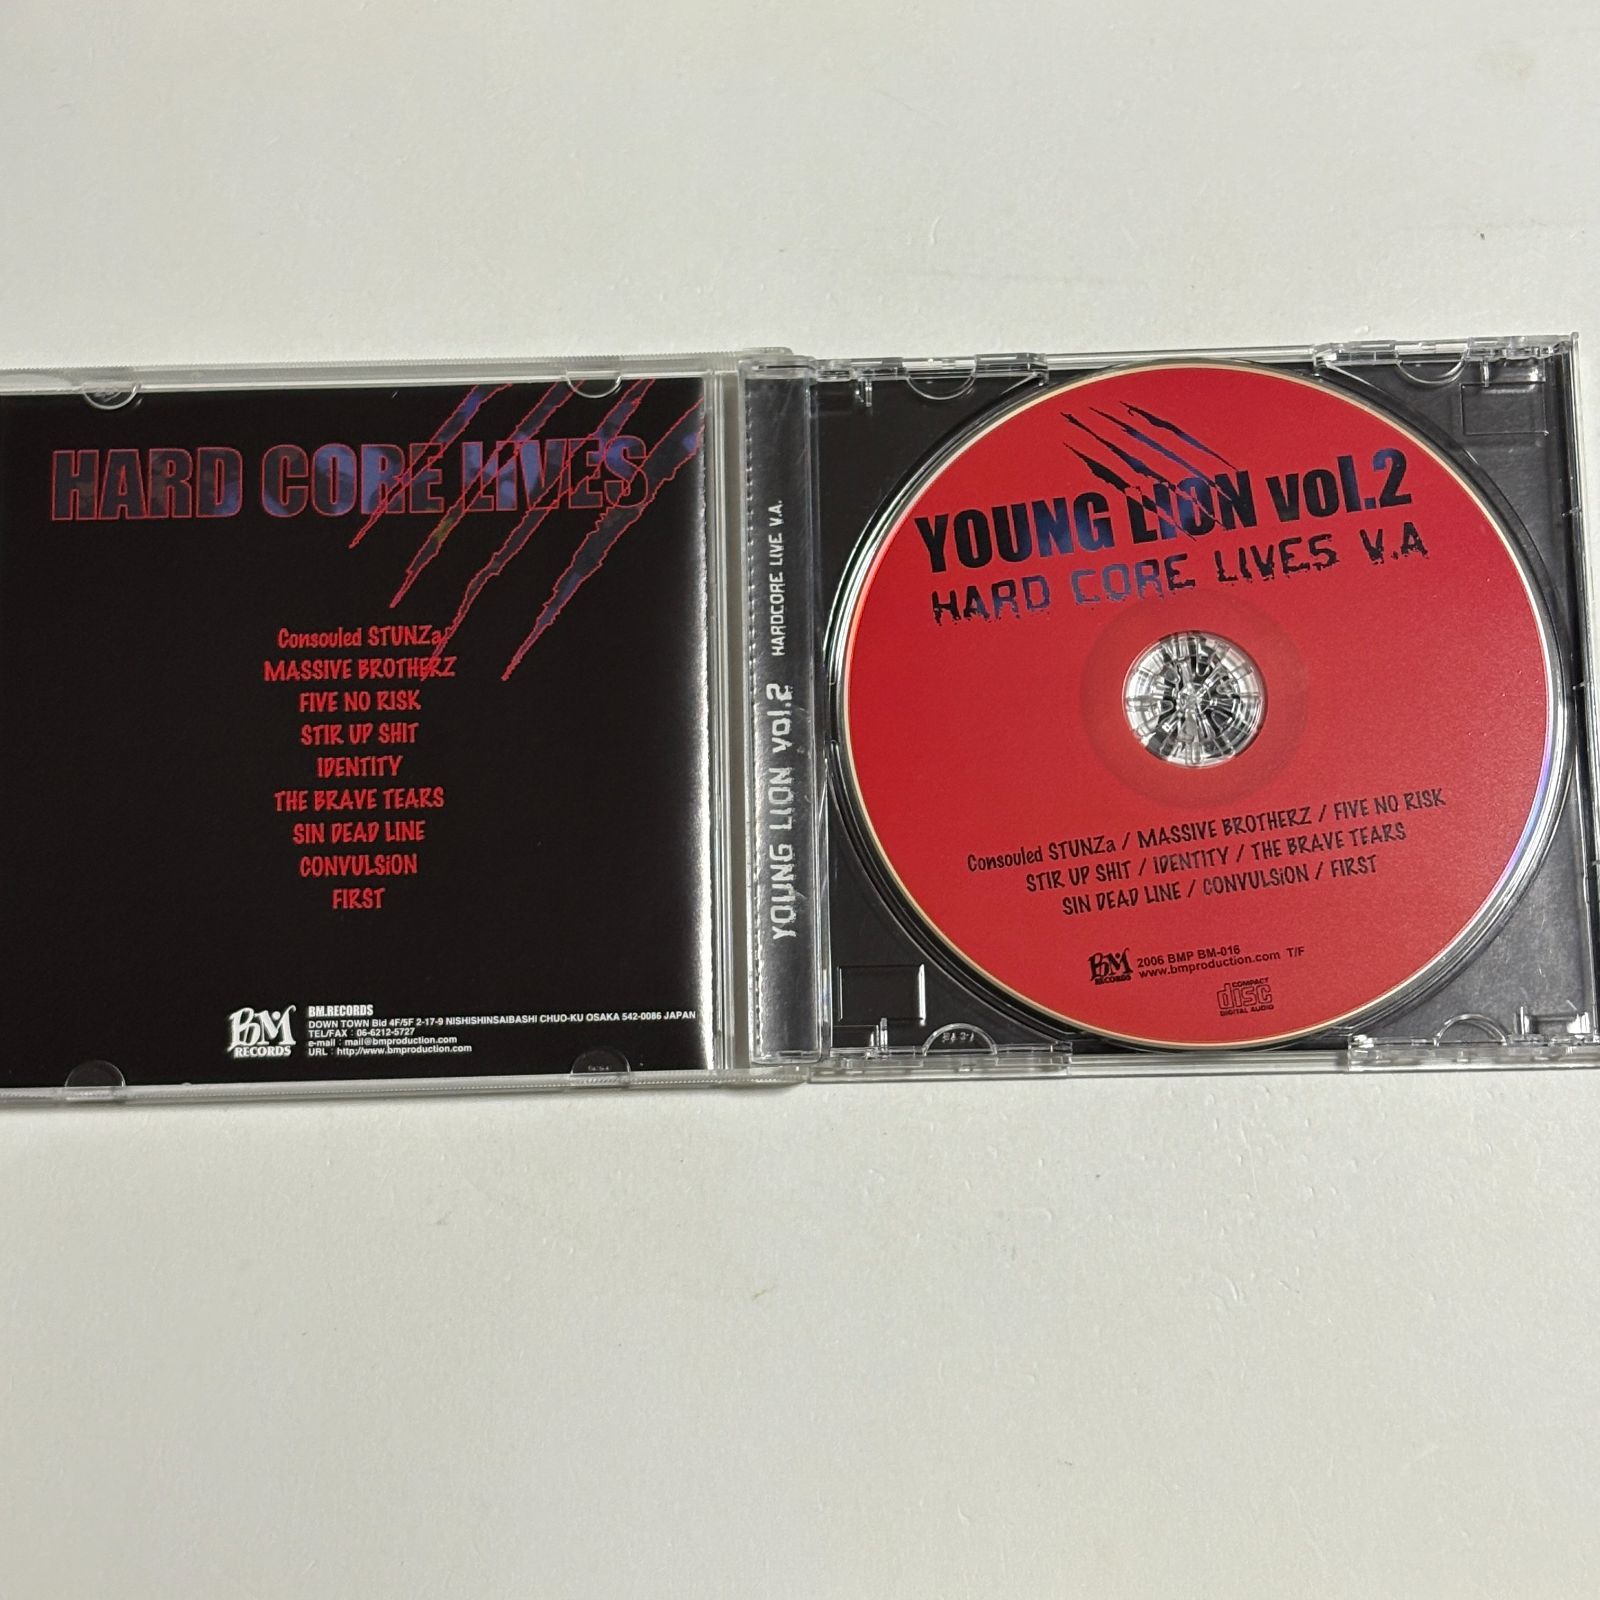 HARD CORE LIVES
Consouled STUNZa
MASSIVE BROTHERZ
FIVE NO RISK
STIR UP SHIT
IDENTITY
THE BRAVE TEARS
SIN DEAD LINE
CONVULSiON
FIRST
BM
RECORDS
BM.RECORDS
DOWN TOWN Bld 4F/5F 2-17-9 NISHISHINSAIBASHI CHUO-KU OSAKA 542-0086 JAPAN
TEL/FAX : 06-6212-5727
e-mail : mail@bmproduction.com
URL : http://www.bmproduction.com
YOUNG LION vol.2 HARDCORE LIVE V.A.
YOUNG LION vol.2
HARD CORE LIVES V.A
Consouled STUNZa / MASSIVE BROTHERZ / FIVE NO RISK
STIR UP SHIT / IDENTITY / THE BRAVE TEARS
SIN DEAD LINE / CONVULSiON / FIRST
BM
RECORDS
2006 BMP BM-016
www.bmproduction.com T/F
COMPACT
disc
DIGITAL AUDIO